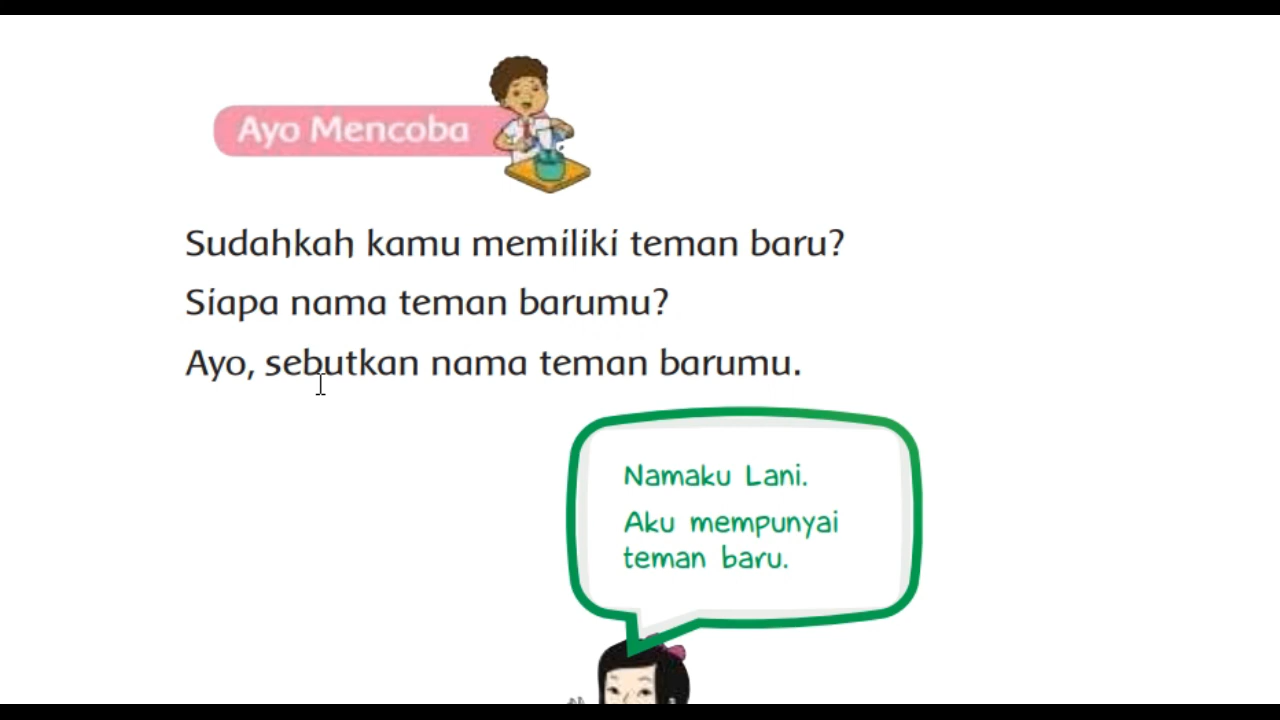 Ayo Mencoba
Sudahkah kamu memiliki teman baru?
Siapa nama teman barumu?
Ayo, sebutkan nama teman barumu.
Namaku Lani.
Aku mempunyai
teman baru.